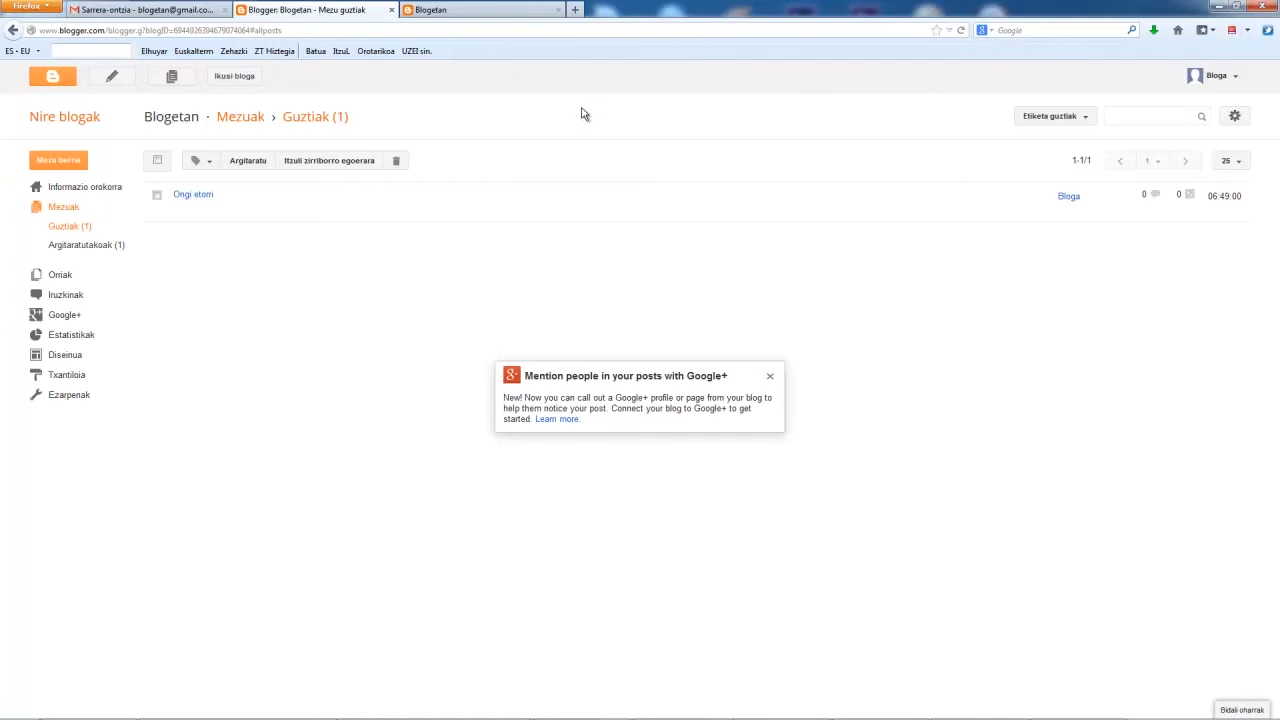 Firefox
Sarrera-ontzia - blogetan@gmail.co...
Blogger: Blogetan - Mezu guztiak
Blogetan
www.blogger.com/blogger.g?blogID=6944926394679074064#allposts
Google
ES - EU
Elhuyar Euskalterm Zehazki ZT Hiztegia Batua ItzuL Orotarikoa UZEI sin.
Ikusi bloga
Bloga
Nire blogak
Blogetan · Mezuak › Guztiak (1)
Etiketa guztiak
Mezu berria
Argitaratu
Itzuli zirriborro egoerara
1-1/1
1
25
Informazio orokorra
Ongi etorri
Bloga
0
0
06:49:00
Mezuak
Guztiak (1)
Argitaratutakoak (1)
Orriak
Iruzkinak
Google+
Estatistikak
Diseinua
Txantiloia
Ezarpenak
Mention people in your posts with Google+
New! Now you can call out a Google+ profile or page from your blog to
help them notice your post. Connect your blog to Google+ to get
started. Learn more.
Bidali oharrak